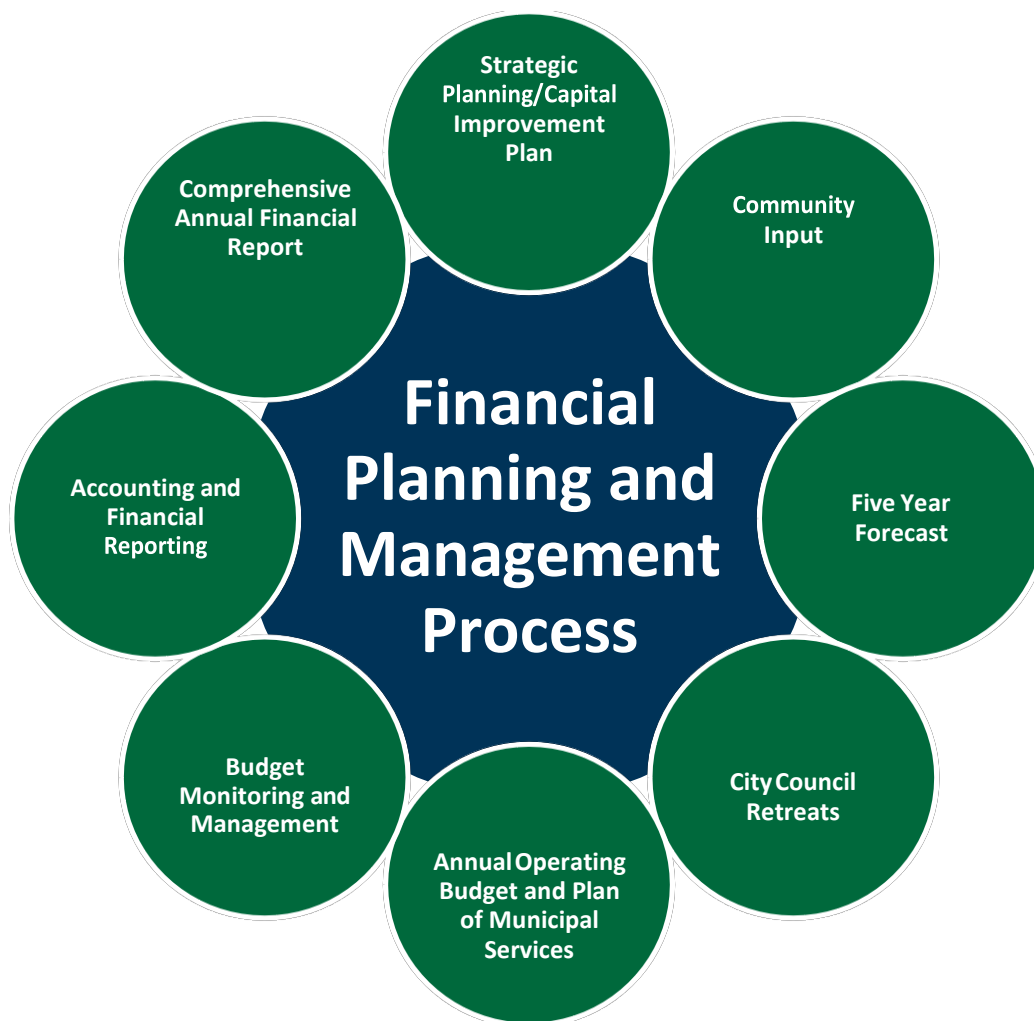 Strategic
Planning/Capital
Improvement
Plan
Community
Input
Five Year
Forecast
City Council
Retreats
Annual Operating
Budget and Plan
of Municipal
Services
Budget
Monitoring and
Management
Accounting and
Financial
Reporting
Comprehensive
Annual Financial
Report
Financial
Planning and
Management
Process